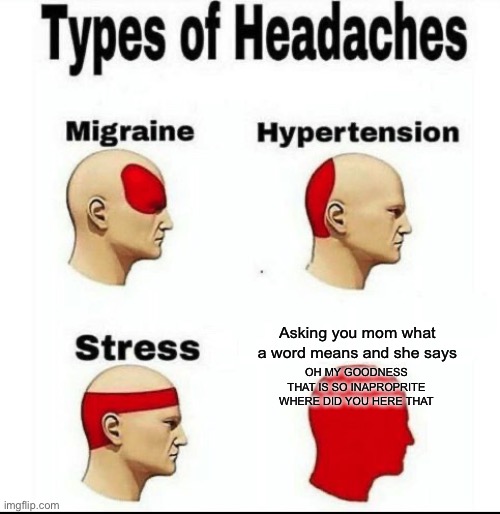 Types of Headaches
Migraine
Hypertension
Stress
Asking you mom what
a word means and she says
OH MY GOODNESS
THAT IS SO INAPROPRITE
WHERE DID YOU HERE THAT
imgflip.com